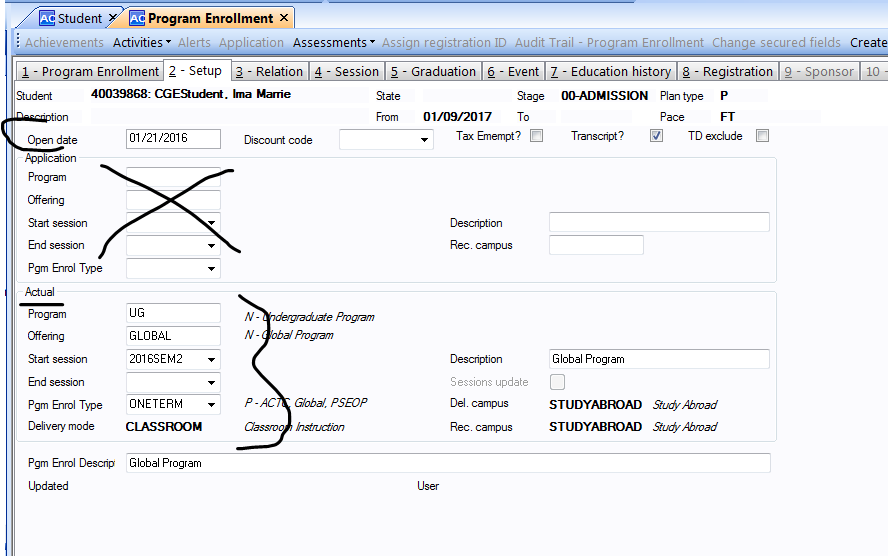 AC Student AC Program Enrollment
Achievements Activities Alerts Application Assessments Assign registration ID Audit Trail - Program Enrollment Change secured fields Create
1 - Program Enrollment 2 - Setup 3 - Relation 4 - Session 5 - Graduation 6 - Event 7 - Education history 8 - Registration 9 - Sponsor 10 -
Student 40039868: CGEStudent, Ima Marrie State Stage 00-ADMISSION Plan type P
Description From 01/09/2017 To Pace FT
Open date 01/21/2016 Discount code Tax Emempt? Transcript? TD exclude
Application
Program
Offering
Start session Description
End session Rec. campus
Pgm Enrol Type
Actual
Program UG N - Undergraduate Program
Offering GLOBAL N - Global Program
Start session 2016SEM2 Description Global Program
End session Sessions update
Pgm Enrol Type ONETERM P - ACTC, Global, PSEOP Del. campus STUDYABROAD Study Abroad
Delivery mode CLASSROOM Classroom Instruction Rec. campus STUDYABROAD Study Abroad
Pgm Enrol Descript Global Program
Updated User